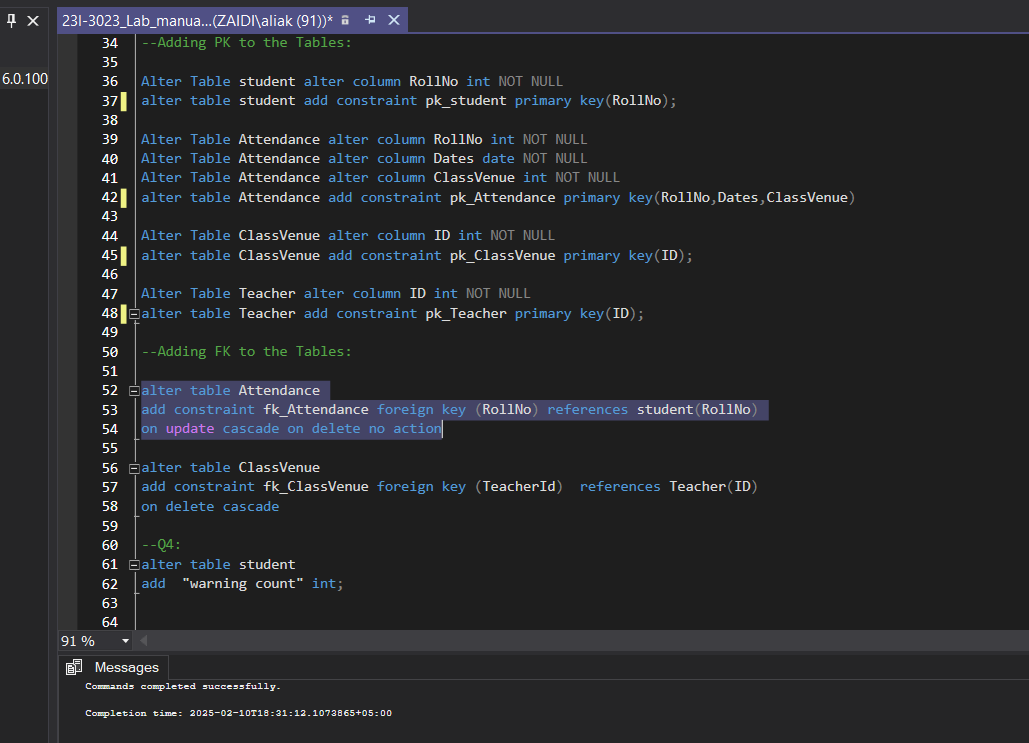 23I-3023_Lab_manua...(ZAIDI\aliak (91))*
6.0.100
34 --Adding PK to the Tables:
35
36 Alter Table student alter column RollNo int NOT NULL
37 alter table student add constraint pk_student primary key(RollNo);
38
39 Alter Table Attendance alter column RollNo int NOT NULL
40 Alter Table Attendance alter column Dates date NOT NULL
41 Alter Table Attendance alter column ClassVenue int NOT NULL
42 alter table Attendance add constraint pk_Attendance primary key(RollNo,Dates,ClassVenue)
43
44 Alter Table ClassVenue alter column ID int NOT NULL
45 alter table ClassVenue add constraint pk_ClassVenue primary key(ID);
46
47 Alter Table Teacher alter column ID int NOT NULL
48 alter table Teacher add constraint pk_Teacher primary key(ID);
49
50 --Adding FK to the Tables:
51
52 alter table Attendance
53 add constraint fk_Attendance foreign key (RollNo) references student(RollNo)
54 on update cascade on delete no action
55
56 alter table ClassVenue
57 add constraint fk_ClassVenue foreign key (TeacherId)  references Teacher(ID)
58 on delete cascade
59
60 --Q4:
61 alter table student
62 add  "warning count" int;
63
64
91 %
Messages
Commands completed successfully.
Completion time: 2025-02-10T18:31:12.1073865+05:00